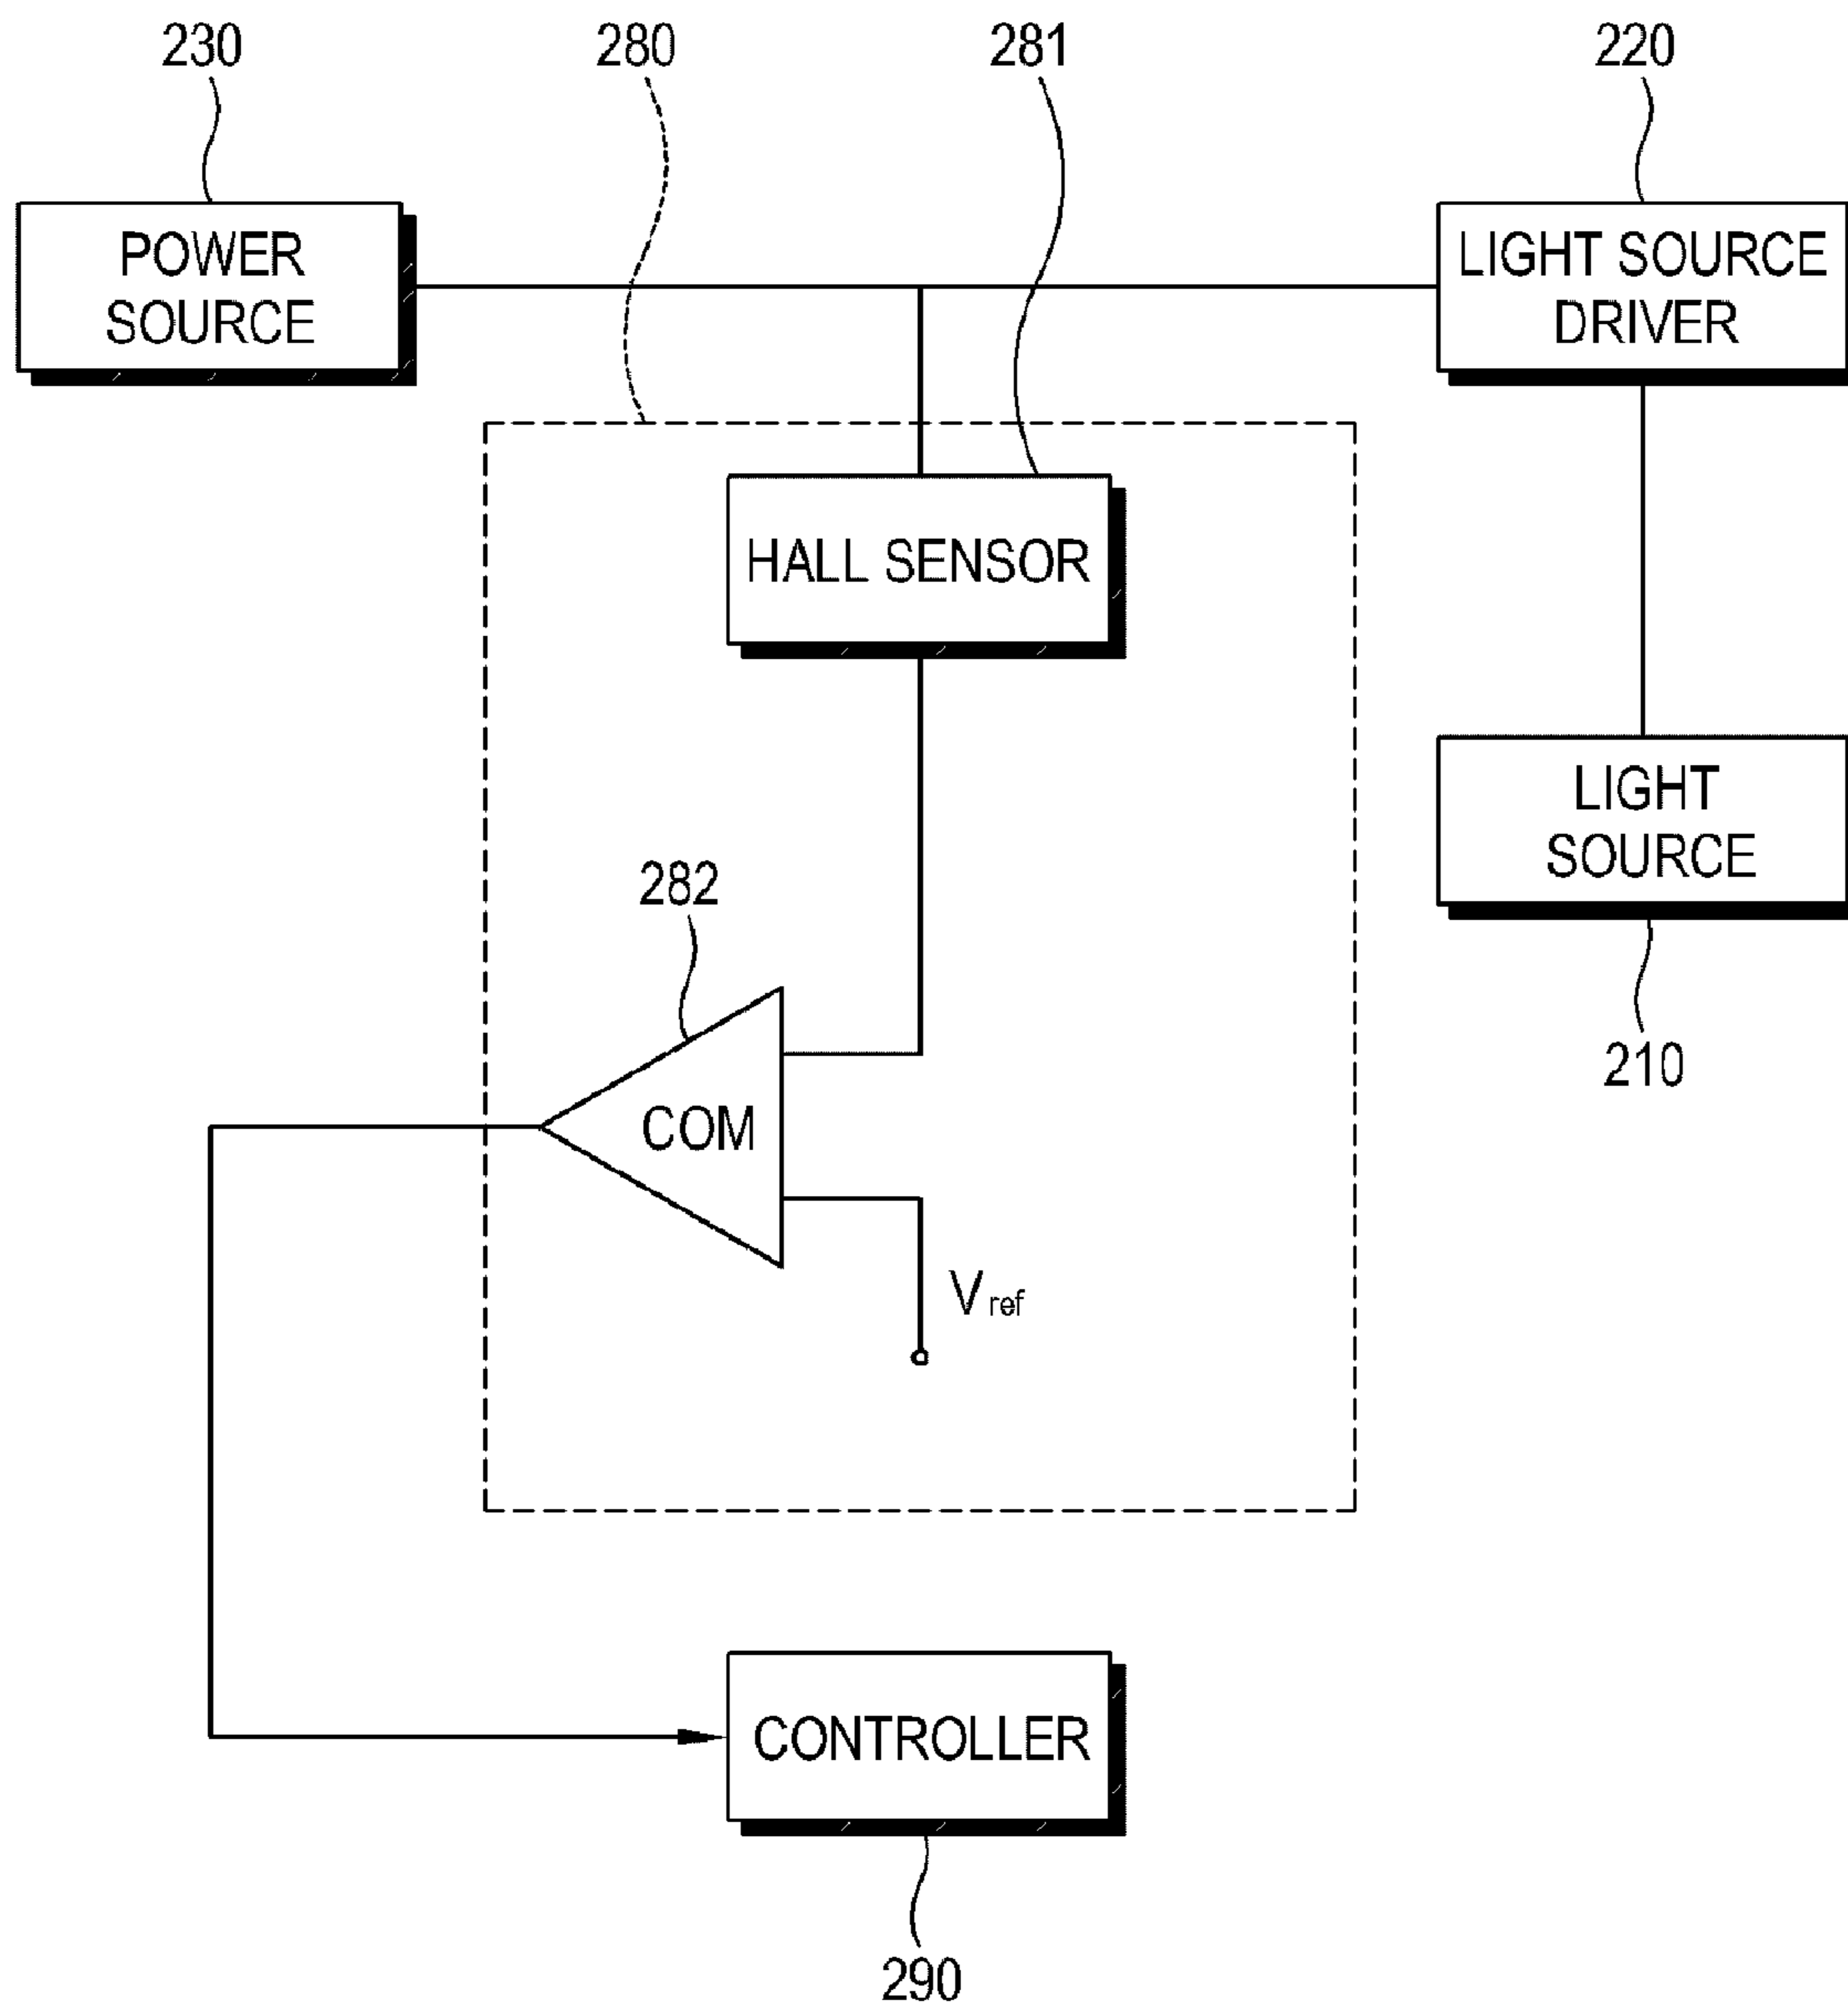 230
280
281
220
POWER
SOURCE
LIGHT SOURCE
DRIVER
HALL SENSOR
LIGHT
SOURCE
282
210
COM
Vref
CONTROLLER
290